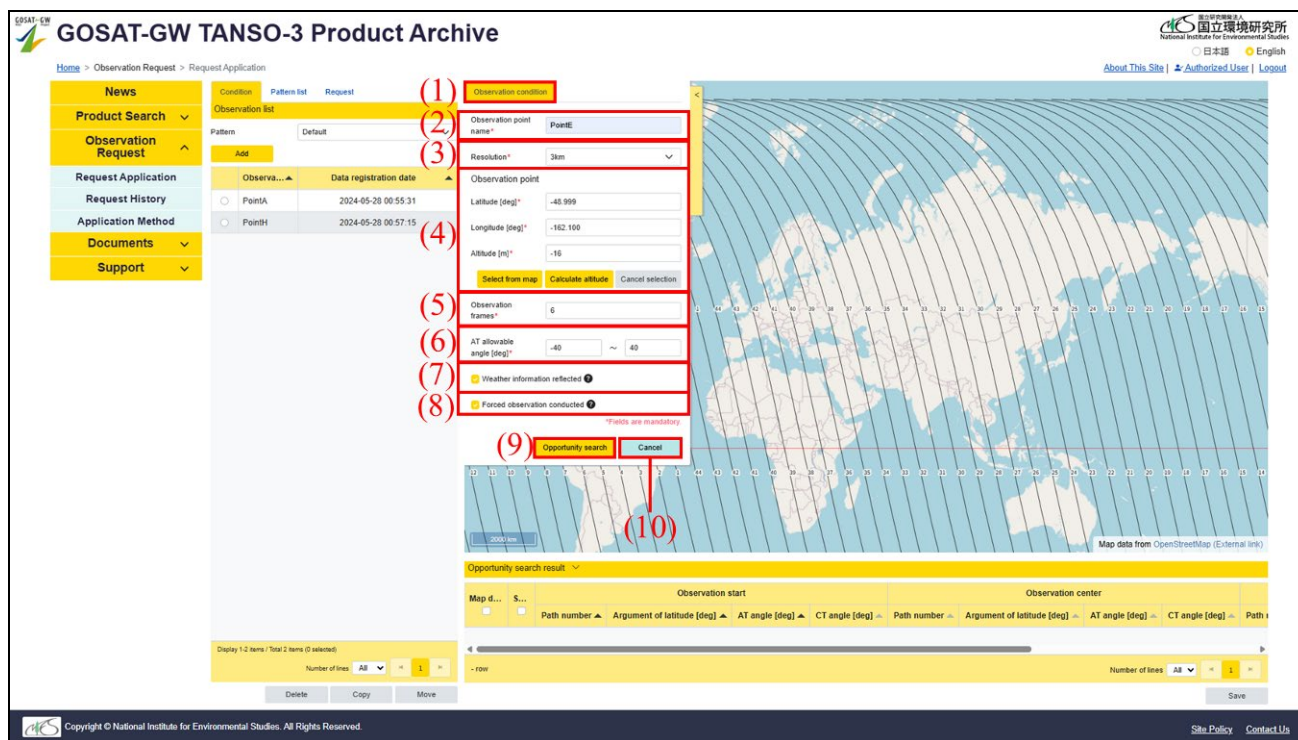 GOSAT-GW
GOSAT-GW TANSO-3 Product Archive
国立研究開発法人
国立環境研究所
National Institute for Environmental Studies
日本語 English
Home > Observation Request > Request Application
About This Site | Authorized User | Logout
News
Product Search
Observation Request
Request Application
Request History
Application Method
Documents
Support
Condition Pattern list Request
Observation list
Pattern Default
Add
Observa... Data registration date
PointA 2024-05-28 00:55:31
PointH 2024-05-28 00:57:15
Display 1-2 items / Total 2 items (0 selected)
Number of lines All 1
Delete Copy Move
(1) Observation condition
<
(2) Observation point name* PointE
(3) Resolution* 3km
(4) Observation point
Latitude [deg]* -48.999
Longitude [deg]* -162.100
Altitude [m]* -16
Select from map Calculate altitude Cancel selection
(5) Observation frames* 6
(6) AT allowable angle [deg]* -40 ~ 40
(7) Weather information reflected ?
(8) Forced observation conducted ?
*Fields are mandatory.
(9) Opportunity search Cancel
(10)
2000 km
Map data from OpenStreetMap (External link)
Opportunity search result
Map d... S... Observation start Observation center
Path number Argument of latitude [deg] AT angle [deg] CT angle [deg] Path number Argument of latitude [deg] AT angle [deg] CT angle [deg]
- row Number of lines All 1
Save
Copyright © National Institute for Environmental Studies. All Rights Reserved.
Site Policy Contact Us